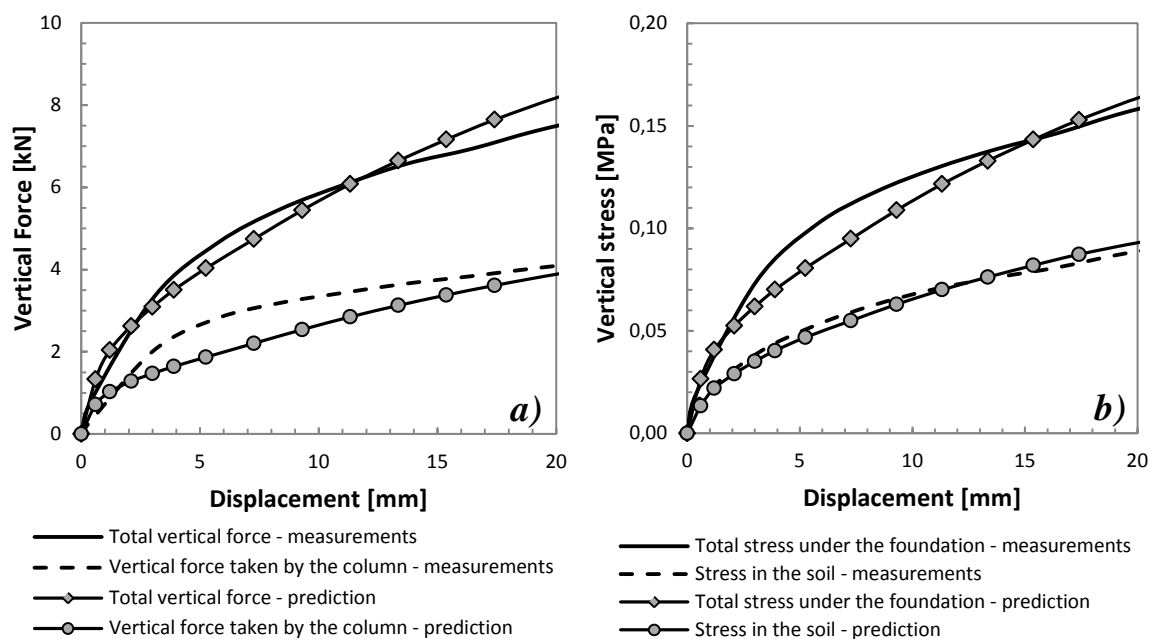 10
8
6
4
2
0
Vertical Force [kN]
0 5 10 15 20
Displacement [mm]
a)
Total vertical force - measurements
Vertical force taken by the column - measurements
Total vertical force - prediction
Vertical force taken by the column - prediction
0,20
0,15
0,10
0,05
0,00
Vertical stress [MPa]
0 5 10 15 20
Displacement [mm]
b)
Total stress under the foundation - measurements
Stress in the soil - measurements
Total stress under the foundation - prediction
Stress in the soil - prediction